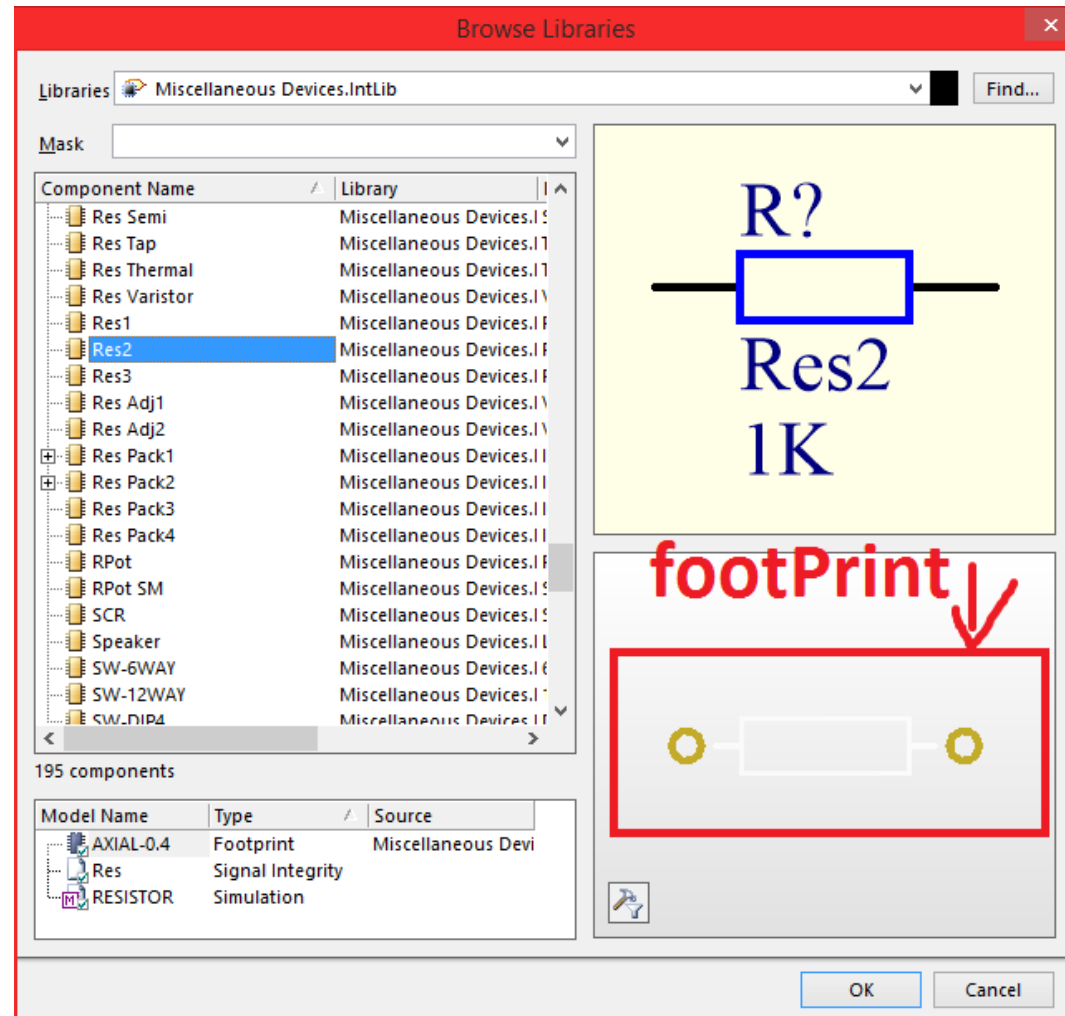 Browse Libraries
Libraries Miscellaneous Devices.IntLib Find...
Mask
Component Name Library
Res Semi Miscellaneous Devices.I
Res Tap Miscellaneous Devices.I
Res Thermal Miscellaneous Devices.I
Res Varistor Miscellaneous Devices.I
Res1 Miscellaneous Devices.I
Res2 Miscellaneous Devices.I
Res3 Miscellaneous Devices.I
Res Adj1 Miscellaneous Devices.I
Res Adj2 Miscellaneous Devices.I
Res Pack1 Miscellaneous Devices.I
Res Pack2 Miscellaneous Devices.I
Res Pack3 Miscellaneous Devices.I
Res Pack4 Miscellaneous Devices.I
RPot Miscellaneous Devices.I
RPot SM Miscellaneous Devices.I
SCR Miscellaneous Devices.I
Speaker Miscellaneous Devices.I
SW-6WAY Miscellaneous Devices.I
SW-12WAY Miscellaneous Devices.I
SW-DIP4 Miscellaneous Devices.I
195 components
Model Name Type Source
AXIAL-0.4 Footprint Miscellaneous Devi
Res Signal Integrity
RESISTOR Simulation
R?
Res2
1K
footPrint
OK Cancel